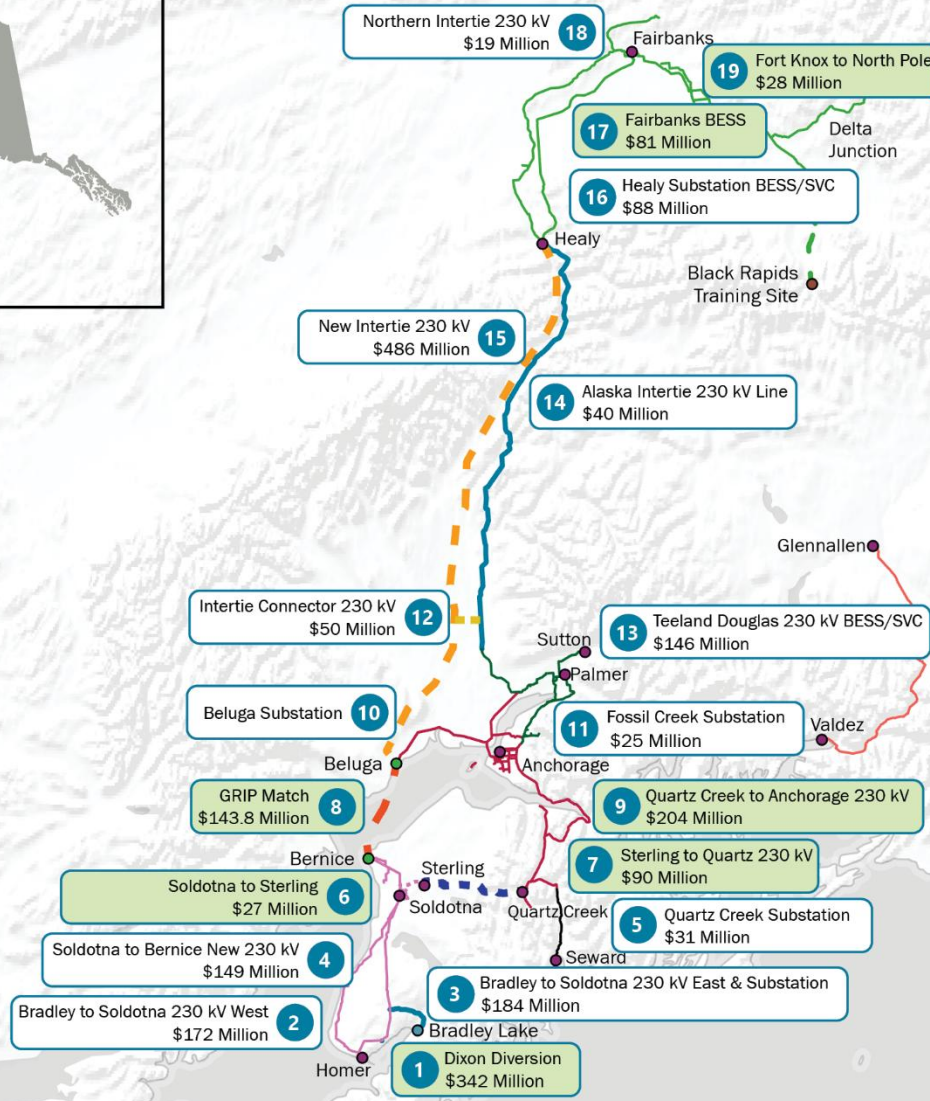 Northern Intertie 230 kV
$19 Million
18
Fairbanks
19
Fort Knox to North Pole
$28 Million
17
Fairbanks BESS
$81 Million
Delta
Junction
16
Healy Substation BESS/SVC
$88 Million
Healy
Black Rapids
Training Site
New Intertie 230 kV
$486 Million
15
14
Alaska Intertie 230 kV Line
$40 Million
Glennallen
Intertie Connector 230 kV
$50 Million
12
Sutton
13
Teeland Douglas 230 kV BESS/SVC
$146 Million
Palmer
Beluga Substation
10
11
Fossil Creek Substation
$25 Million
Valdez
Beluga
Anchorage
GRIP Match
$143.8 Million
8
9
Quartz Creek to Anchorage 230 kV
$204 Million
Bernice
Sterling
7
Sterling to Quartz 230 kV
$90 Million
Soldotna to Sterling
$27 Million
6
Soldotna
Quartz Creek
5
Quartz Creek Substation
$31 Million
Soldotna to Bernice New 230 kV
$149 Million
4
Seward
3
Bradley to Soldotna 230 kV East & Substation
$184 Million
Bradley to Soldotna 230 kV West
$172 Million
2
Bradley Lake
Homer
1
Dixon Diversion
$342 Million